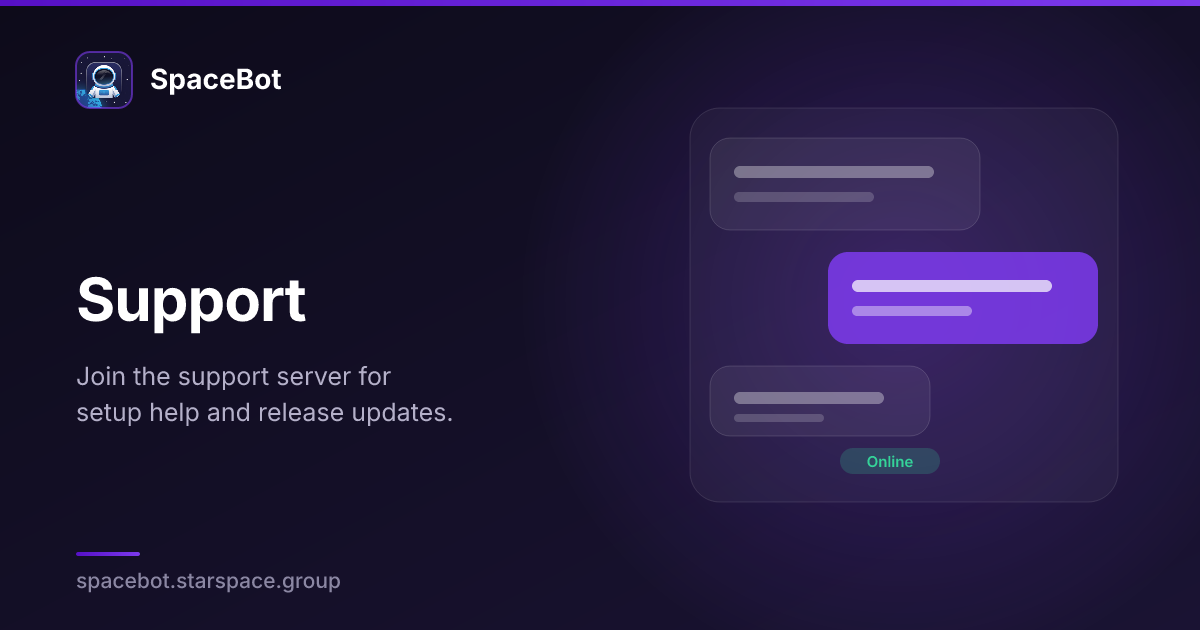 SpaceBot
Support
Join the support server for
setup help and release updates.
Online
spacebot.starspace.group